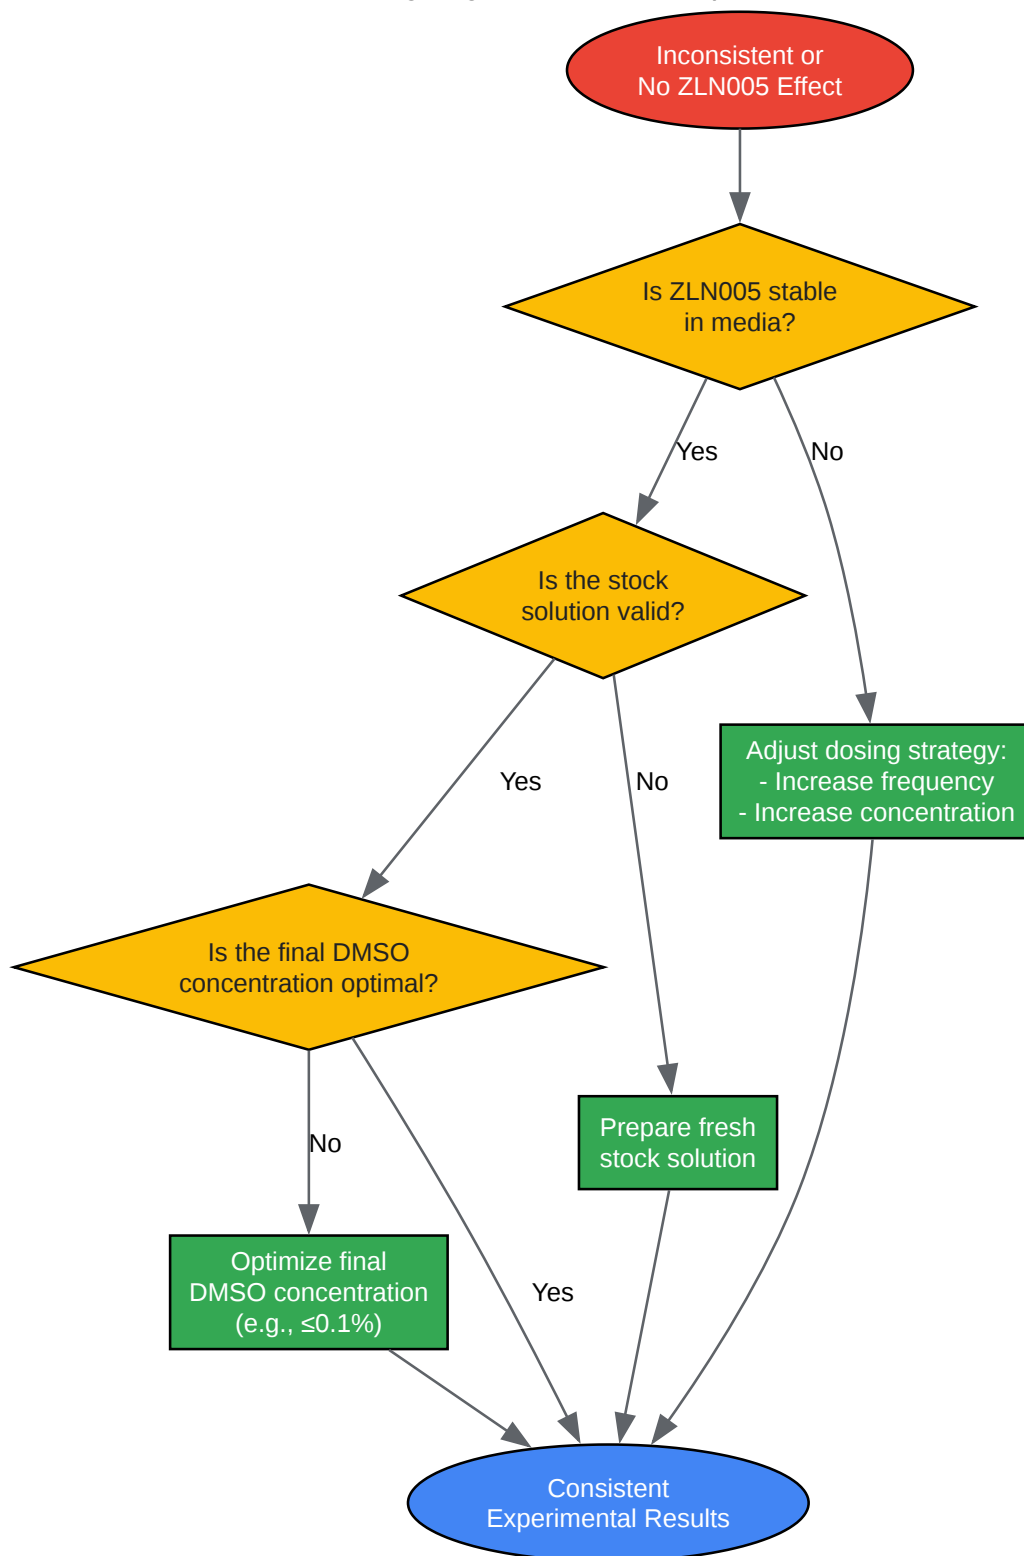 Inconsistent or
No ZLN005 Effect
Is ZLN005 stable
in media?
Yes
No
Is the stock
solution valid?
Adjust dosing strategy:
- Increase frequency
- Increase concentration
Yes
No
Is the final DMSO
concentration optimal?
Prepare fresh
stock solution
No
Optimize final
DMSO concentration
(e.g., ≤0.1%)
Yes
Consistent
Experimental Results